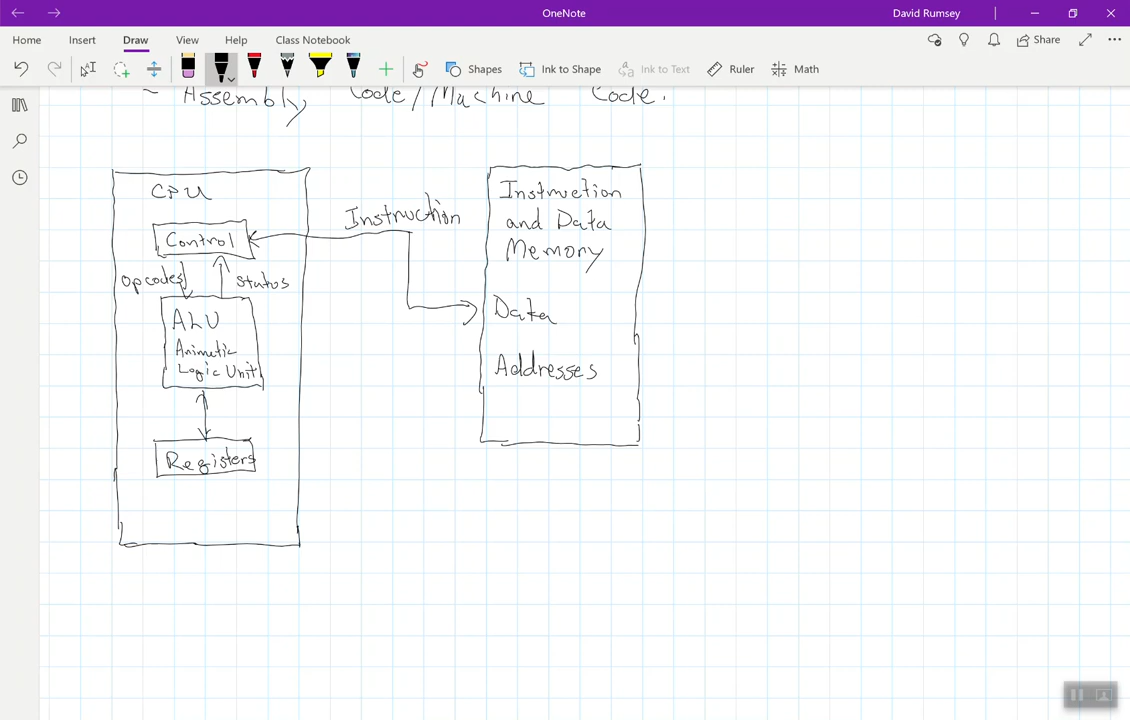 OneNote
David Rumsey
Home Insert Draw View Help Class Notebook
Share
Shapes Ink to Shape Ink to Text Ruler Math
~ Assembly Code/Machine Code.
CPU
Control
opcodes status
ALU
Arimetic
Logic Unit
Registers
Instruction
Instruction
and Data
Memory
Data
Addresses